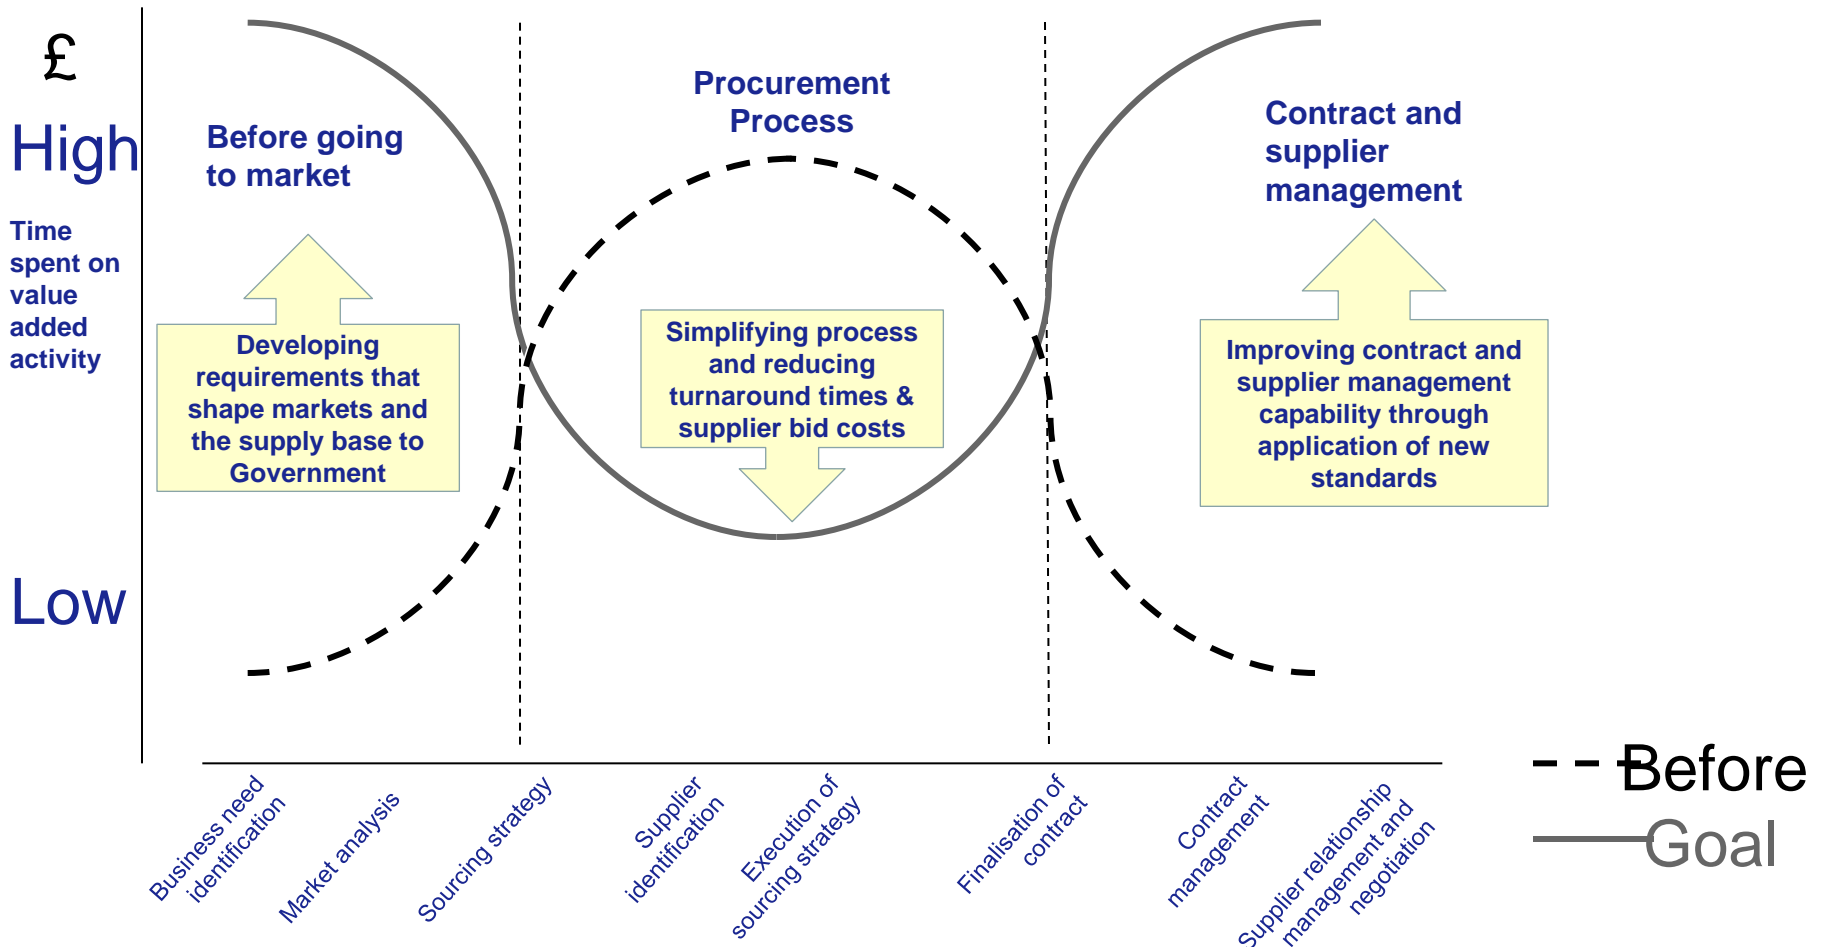 £
High
Time
spent on
value
added
activity
Low
Before going
to market
Developing
requirements that
shape markets and
the supply base to
Government
Procurement
Process
Simplifying process
and reducing
turnaround times &
supplier bid costs
Contract and
supplier
management
Improving contract and
supplier management
capability through
application of new
standards
Business need
identification
Market analysis
Sourcing strategy
Supplier
identification
Execution of
sourcing strategy
Finalisation of
contract
Contract
management
Supplier relationship
management and
negotiation
Before
Goal